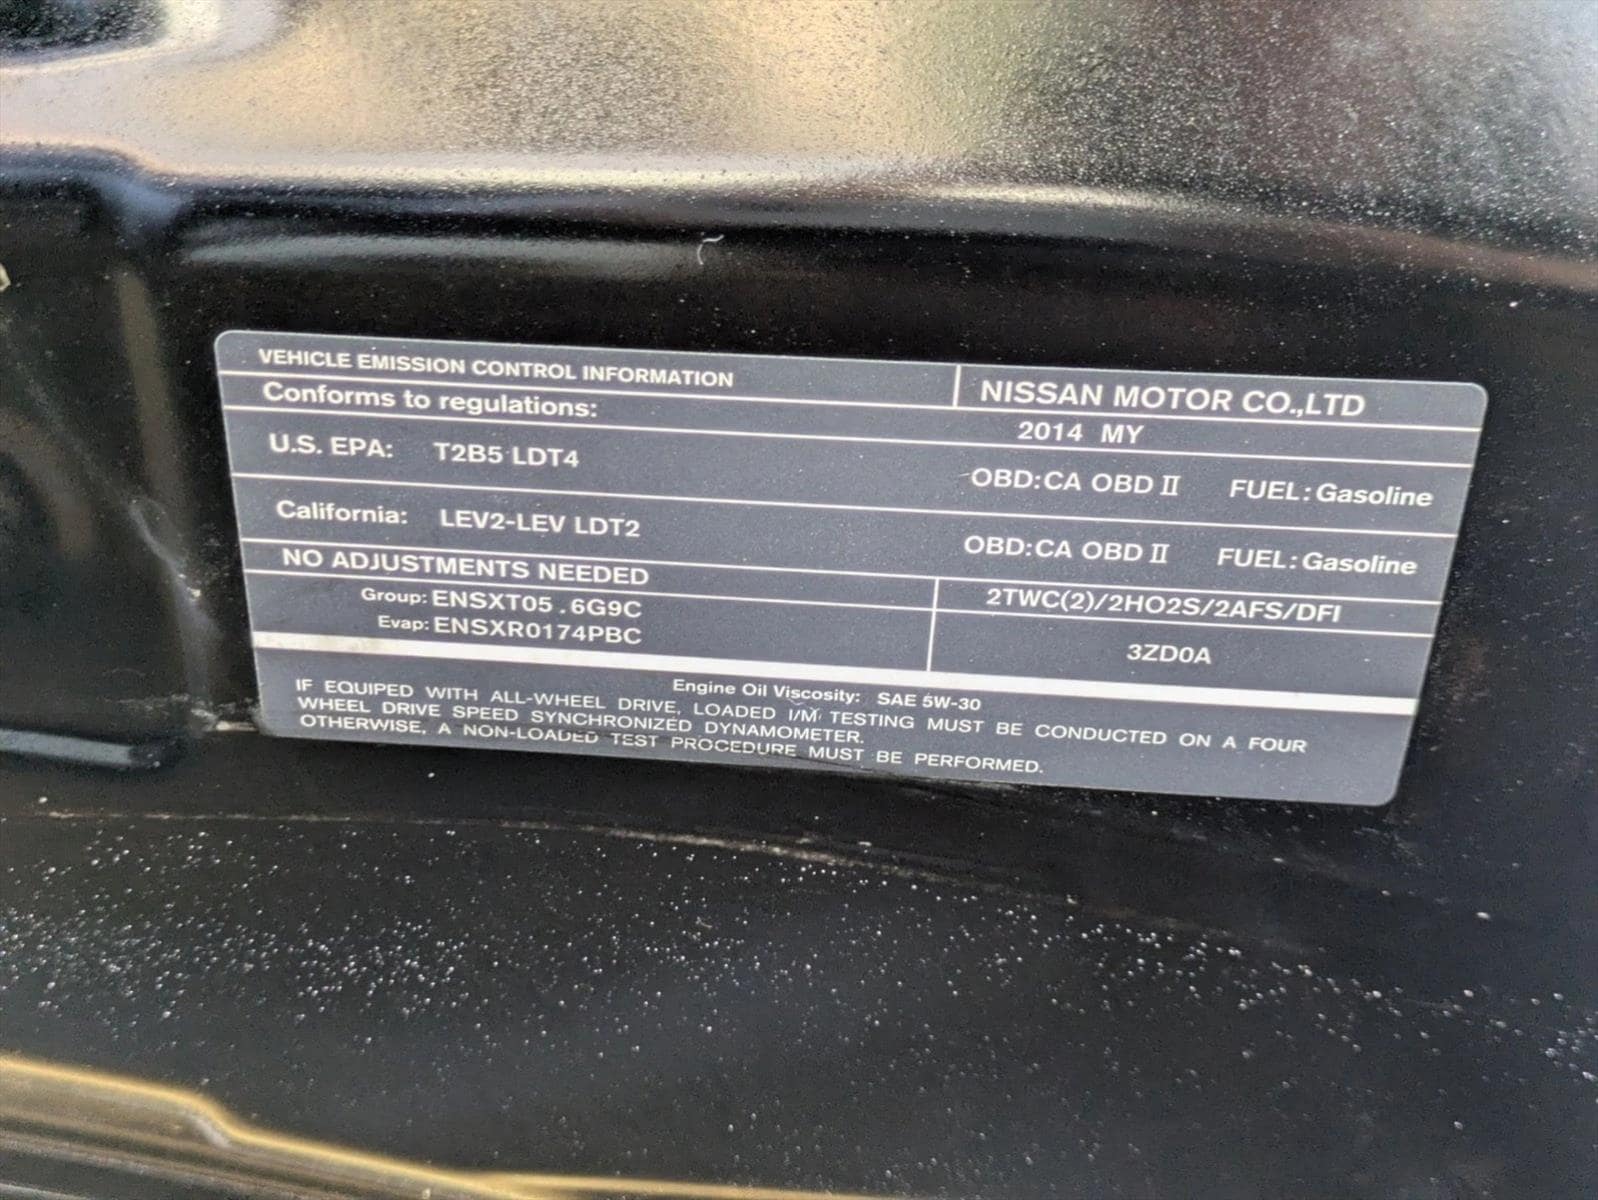 VEHICLE EMISSION CONTROL INFORMATION
NISSAN MOTOR CO.,LTD
Conforms to regulations:
2014 MY
U.S. EPA: T2B5 LDT4 OBD:CA OBD II FUEL:Gasoline
California: LEV2-LEV LDT2 OBD:CA OBD II FUEL:Gasoline
NO ADJUSTMENTS NEEDED
2TWC(2)/2HO2S/2AFS/DFI
Group: ENSXT05.6G9C
Evap: ENSXR0174PBC
3ZD0A
Engine Oil Viscosity: SAE 5W-30
IF EQUIPED WITH ALL-WHEEL DRIVE, LOADED I/M TESTING MUST BE CONDUCTED ON A FOUR
WHEEL DRIVE SPEED SYNCHRONIZED DYNAMOMETER.
OTHERWISE, A NON-LOADED TEST PROCEDURE MUST BE PERFORMED.